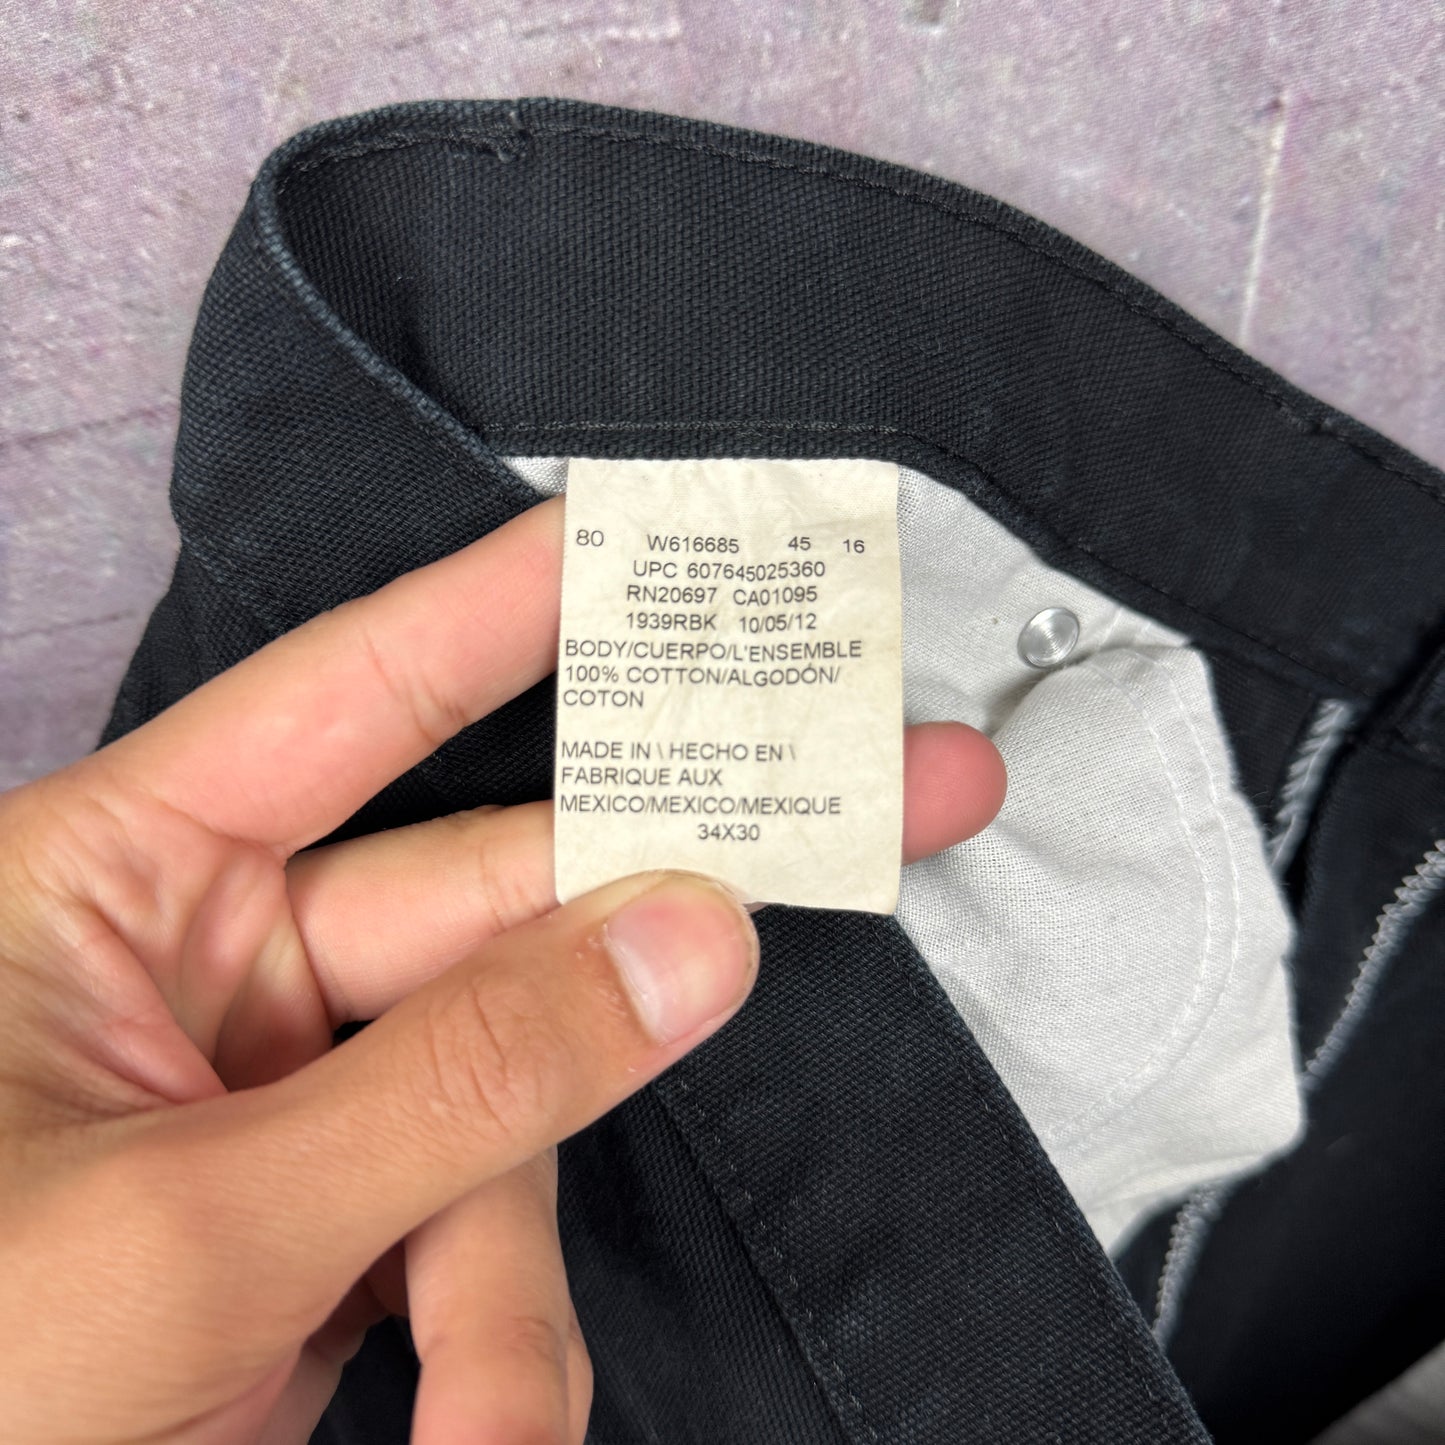 80 W616685 45 16
UPC 607645025360
RN20697 CA01095
1939RBK 10/05/12
BODY/CUERPO/L'ENSEMBLE
100% COTTON/ALGODÓN/
COTON
MADE IN \ HECHO EN \
FABRIQUE AUX
MEXICO/MEXICO/MEXIQUE
34X30